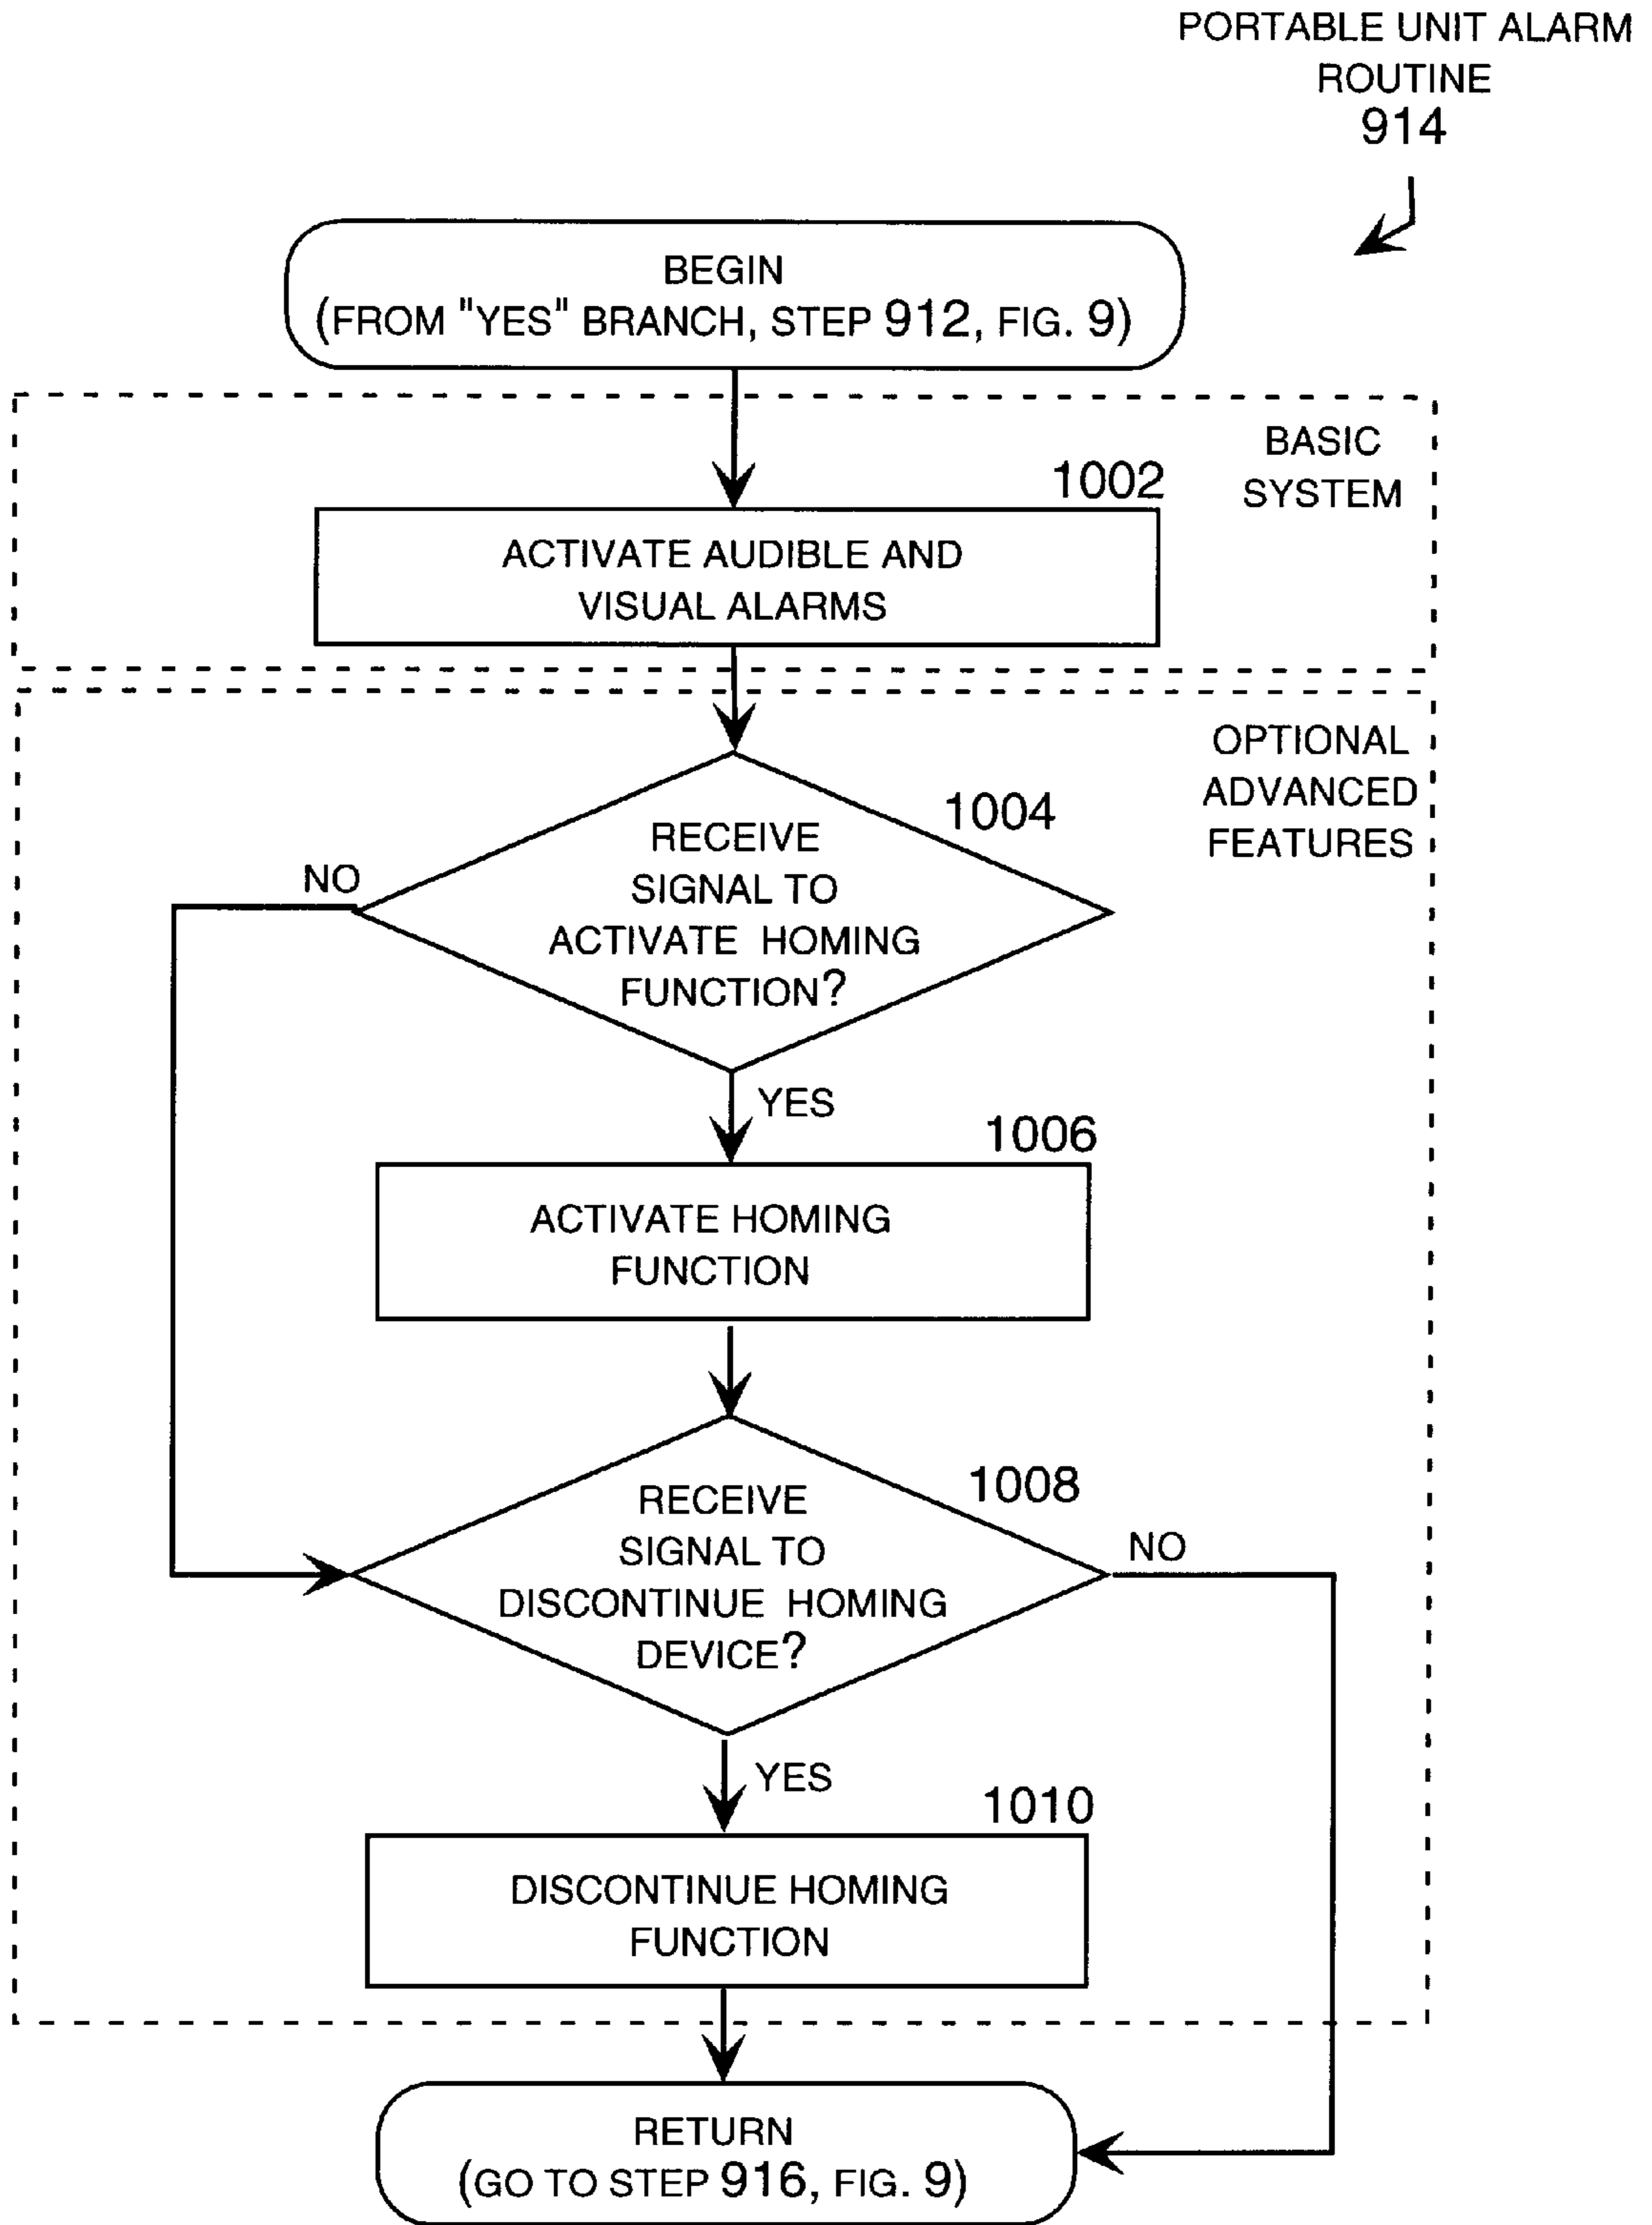 PORTABLE UNIT ALARM
ROUTINE
914
BEGIN
(FROM "YES" BRANCH, STEP 912, FIG. 9)
BASIC
SYSTEM
1002
ACTIVATE AUDIBLE AND
VISUAL ALARMS
OPTIONAL
ADVANCED
FEATURES
1004
RECEIVE
SIGNAL TO
ACTIVATE HOMING
FUNCTION?
NO
YES
1006
ACTIVATE HOMING
FUNCTION
1008
RECEIVE
SIGNAL TO
DISCONTINUE HOMING
DEVICE?
NO
YES
1010
DISCONTINUE HOMING
FUNCTION
RETURN
(GO TO STEP 916, FIG. 9)